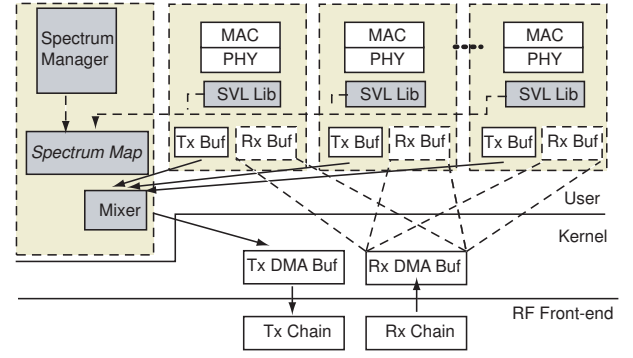 Spectrum
Manager
MAC
PHY
SVL Lib
MAC
PHY
SVL Lib
MAC
PHY
SVL Lib
Spectrum Map
Tx Buf
Rx Buf
Tx Buf
Rx Buf
Tx Buf
Rx Buf
Mixer
User
Kernel
Tx DMA Buf
Rx DMA Buf
RF Front-end
Tx Chain
Rx Chain